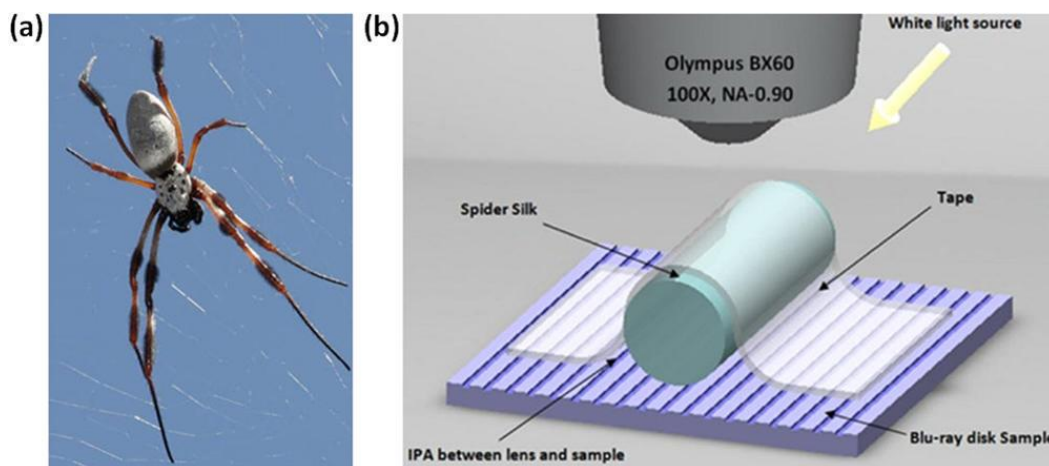 (a)
(b)
White light source
Olympus BX60
100X, NA-0.90
Spider Silk
Tape
IPA between lens and sample
Blu-ray disk Sample